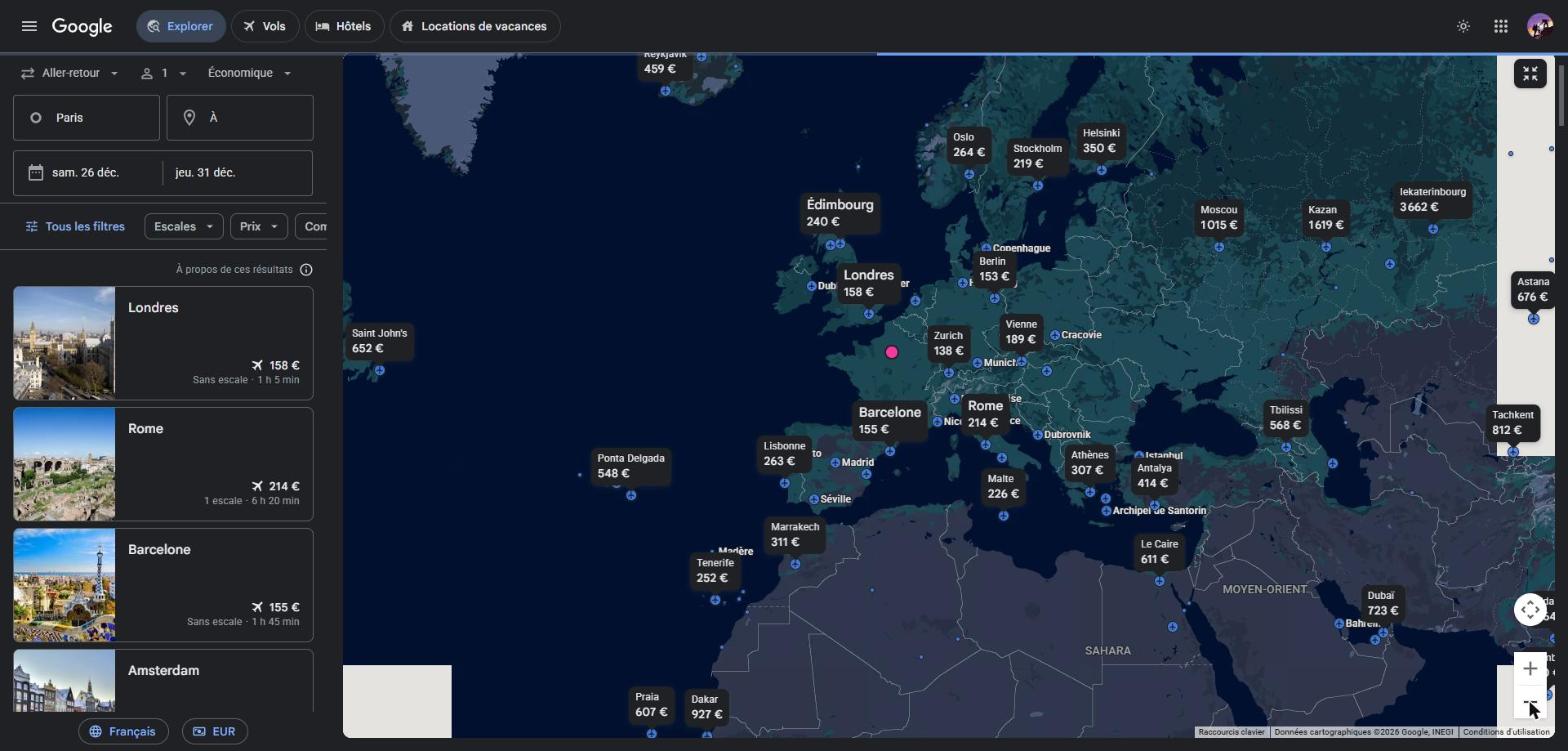 Google
Explorer
Vols
Hôtels
Locations de vacances
Aller-retour
1
Économique
Paris
À
sam. 26 déc.
jeu. 31 déc.
Tous les filtres
Escales
Prix
À propos de ces résultats
Londres
158 €
Sans escale · 1 h 5 min
Rome
214 €
1 escale · 6 h 20 min
Barcelone
155 €
Sans escale · 1 h 45 min
Amsterdam
Français
EUR
Reykjavik
459 €
Oslo
264 €
Stockholm
219 €
Helsinki
350 €
Édimbourg
240 €
Moscou
1 015 €
Kazan
1 619 €
Iekaterinbourg
3 662 €
Copenhague
Berlin
153 €
Londres
158 €
Astana
676 €
Saint John's
652 €
Zurich
138 €
Vienne
189 €
Cracovie
Munich
Barcelone
155 €
Rome
214 €
Dubrovnik
Tbilissi
568 €
Tachkent
812 €
Lisbonne
263 €
Madrid
Séville
Ponta Delgada
548 €
Malte
226 €
Athènes
307 €
Istanbul
Antalya
414 €
Archipel de Santorin
Marrakech
311 €
Madère
Tenerife
252 €
Le Caire
611 €
MOYEN-ORIENT
Dubaï
723 €
SAHARA
Praia
607 €
Dakar
927 €
Raccourcis clavier
Données cartographiques ©2026 Google, INEGI
Conditions d'utilisation